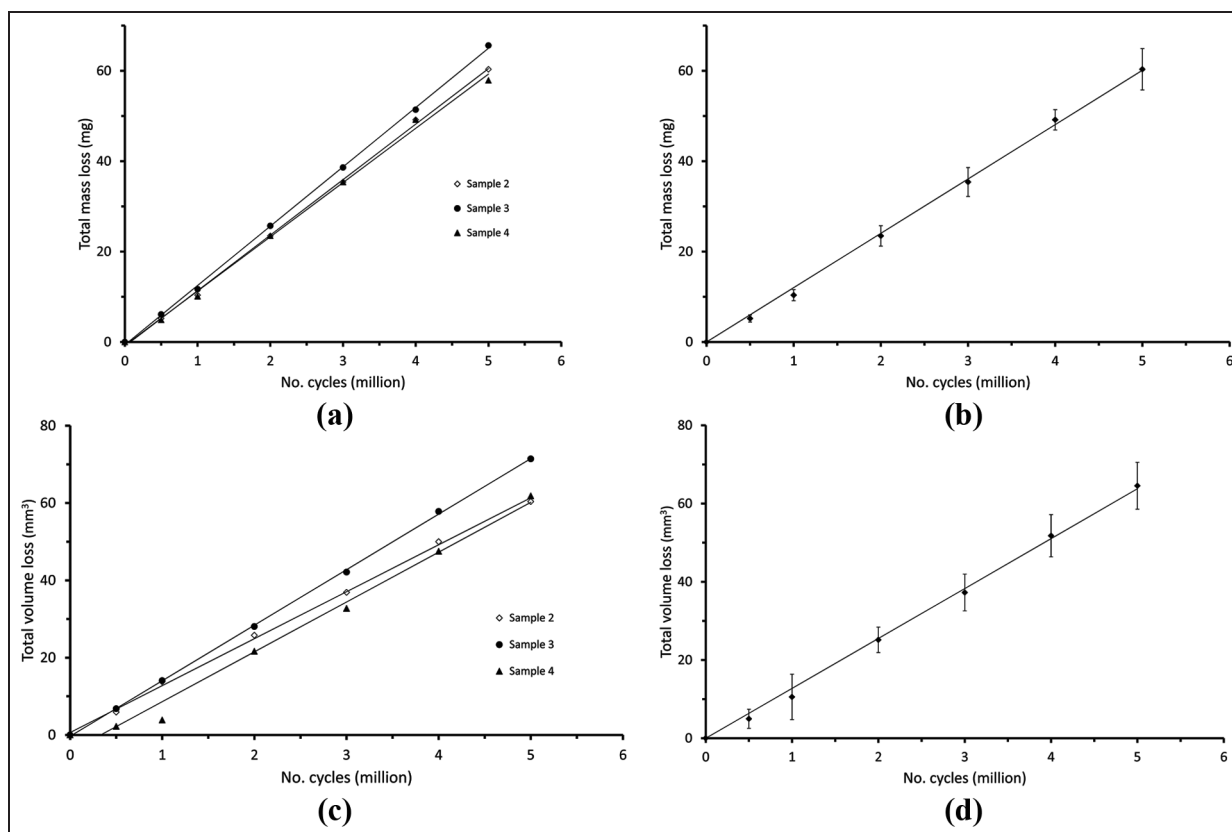 60
40
20
0
Total mass loss (mg)
Sample 2
Sample 3
Sample 4
0 1 2 3 4 5 6
No. cycles (million)
(a)
60
40
20
0
Total mass loss (mg)
0 1 2 3 4 5 6
No. cycles (million)
(b)
80
60
40
20
0
Total volume loss (mm³)
Sample 2
Sample 3
Sample 4
0 1 2 3 4 5 6
No. cycles (million)
(c)
80
60
40
20
0
Total volume loss (mm³)
0 1 2 3 4 5 6
No. cycles (million)
(d)